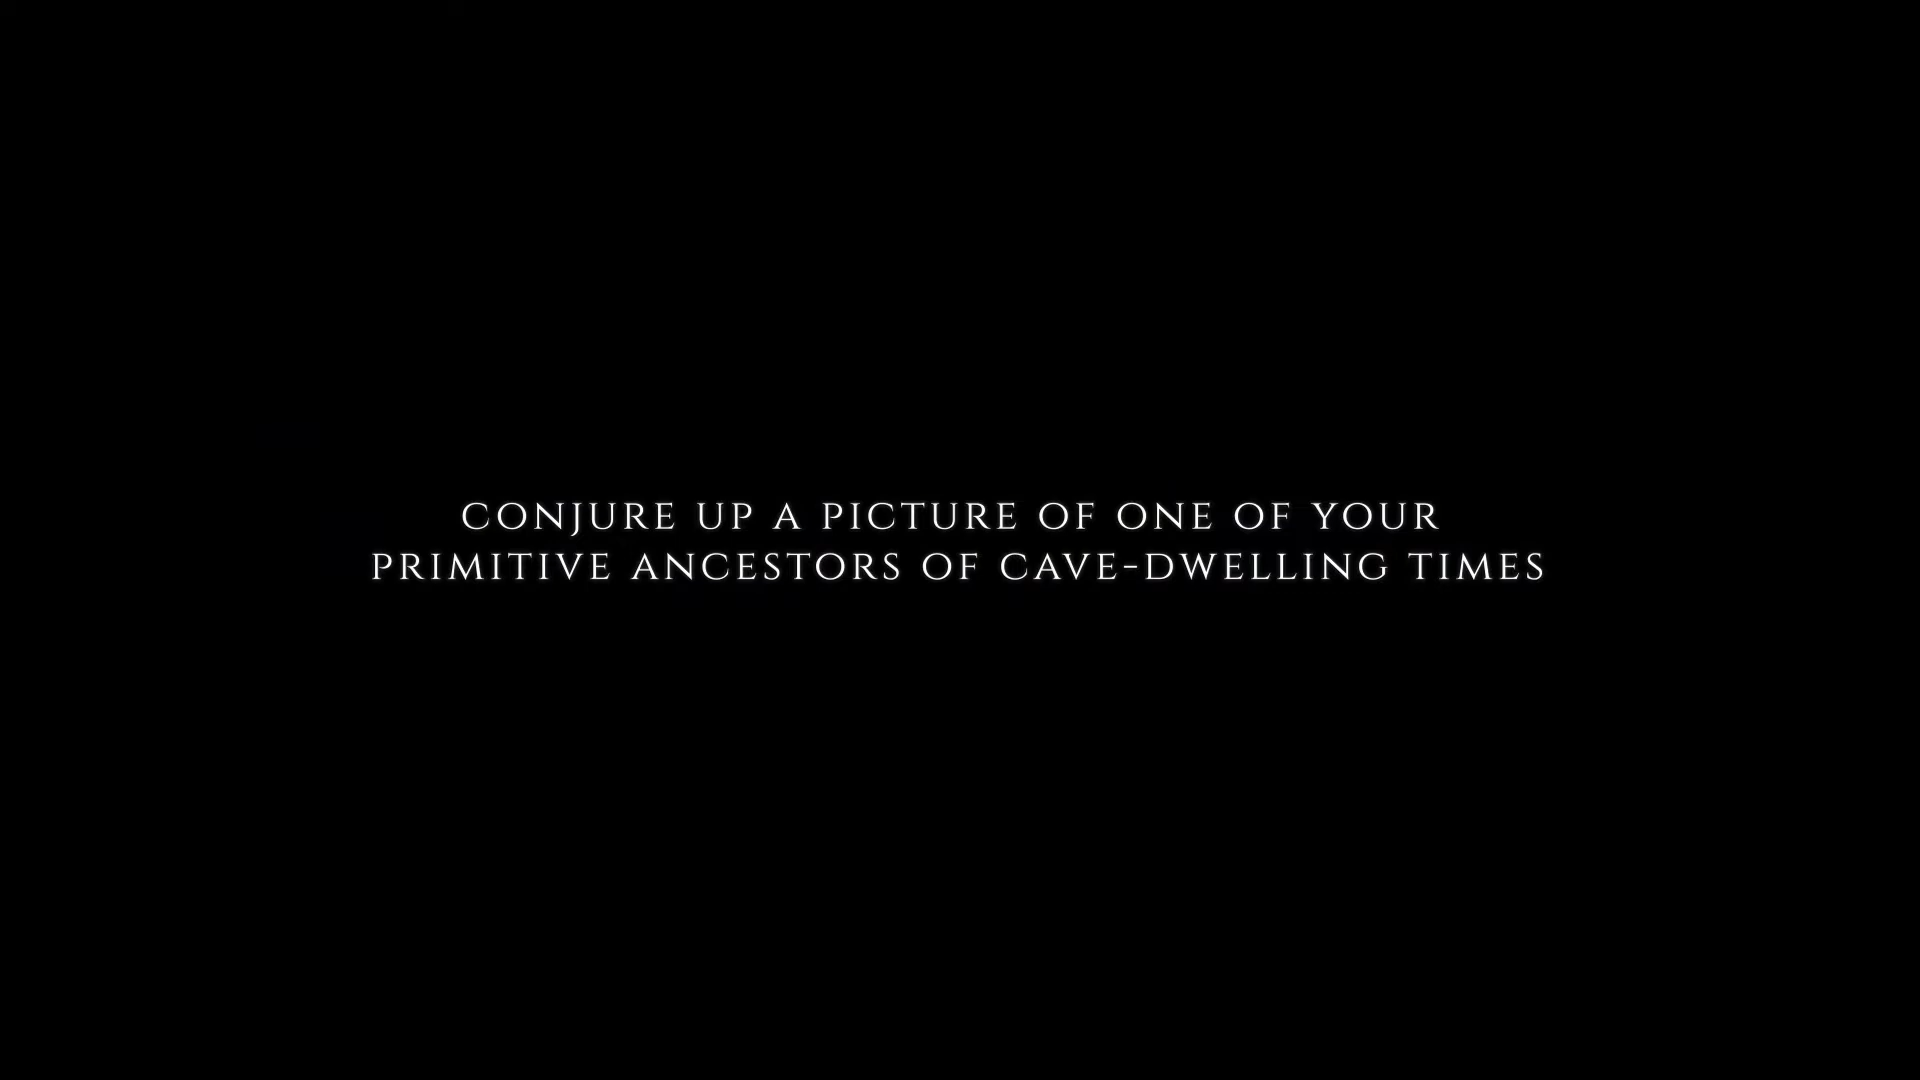 CONJURE UP A PICTURE OF ONE OF YOUR
PRIMITIVE ANCESTORS OF CAVE-DWELLING TIMES